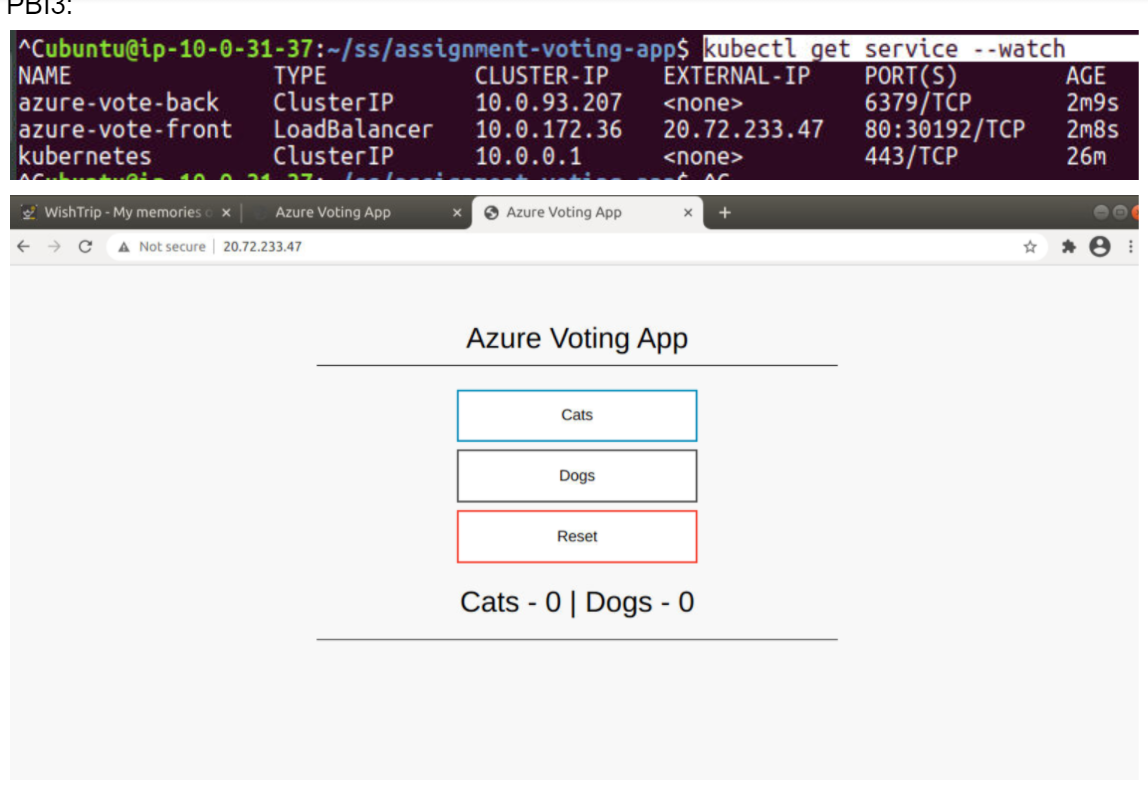 PBI3:
^Cubuntu@ip-10-0-31-37:~/ss/assignment-voting-app$ kubectl get service --watch
NAME TYPE CLUSTER-IP EXTERNAL-IP PORT(S) AGE
azure-vote-back ClusterIP 10.0.93.207 <none> 6379/TCP 2m9s
azure-vote-front LoadBalancer 10.0.172.36 20.72.233.47 80:30192/TCP 2m8s
kubernetes ClusterIP 10.0.0.1 <none> 443/TCP 26m
WishTrip - My memories Azure Voting App Azure Voting App
Not secure 20.72.233.47
Azure Voting App
Cats
Dogs
Reset
Cats - 0 | Dogs - 0